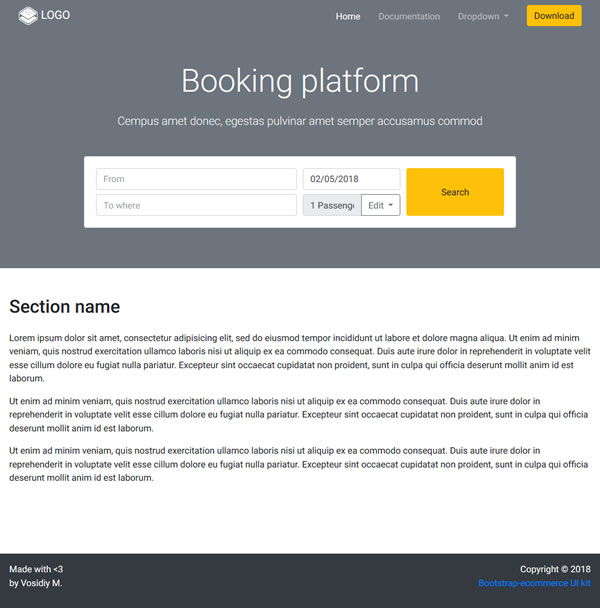 LOGO
Home Documentation Dropdown Download
Booking platform
Cempus amet donec, egestas pulvinar amet semper accusamus commod
From 02/05/2018 Search
To where 1 Passenge Edit
Section name
Lorem ipsum dolor sit amet, consectetur adipisicing elit, sed do eiusmod tempor incididunt ut labore et dolore magna aliqua. Ut enim ad minim
veniam, quis nostrud exercitation ullamco laboris nisi ut aliquip ex ea commodo consequat. Duis aute irure dolor in reprehenderit in voluptate velit
esse cillum dolore eu fugiat nulla pariatur. Excepteur sint occaecat cupidatat non proident, sunt in culpa qui officia deserunt mollit anim id est
laborum.
Ut enim ad minim veniam, quis nostrud exercitation ullamco laboris nisi ut aliquip ex ea commodo consequat. Duis aute irure dolor in
reprehenderit in voluptate velit esse cillum dolore eu fugiat nulla pariatur. Excepteur sint occaecat cupidatat non proident, sunt in culpa qui officia
deserunt mollit anim id est laborum.
Ut enim ad minim veniam, quis nostrud exercitation ullamco laboris nisi ut aliquip ex ea commodo consequat. Duis aute irure dolor in
reprehenderit in voluptate velit esse cillum dolore eu fugiat nulla pariatur. Excepteur sint occaecat cupidatat non proident, sunt in culpa qui officia
deserunt mollit anim id est laborum.
Made with <3
by Vosidiy M.
Copyright © 2018
Bootstrap-ecommerce UI kit